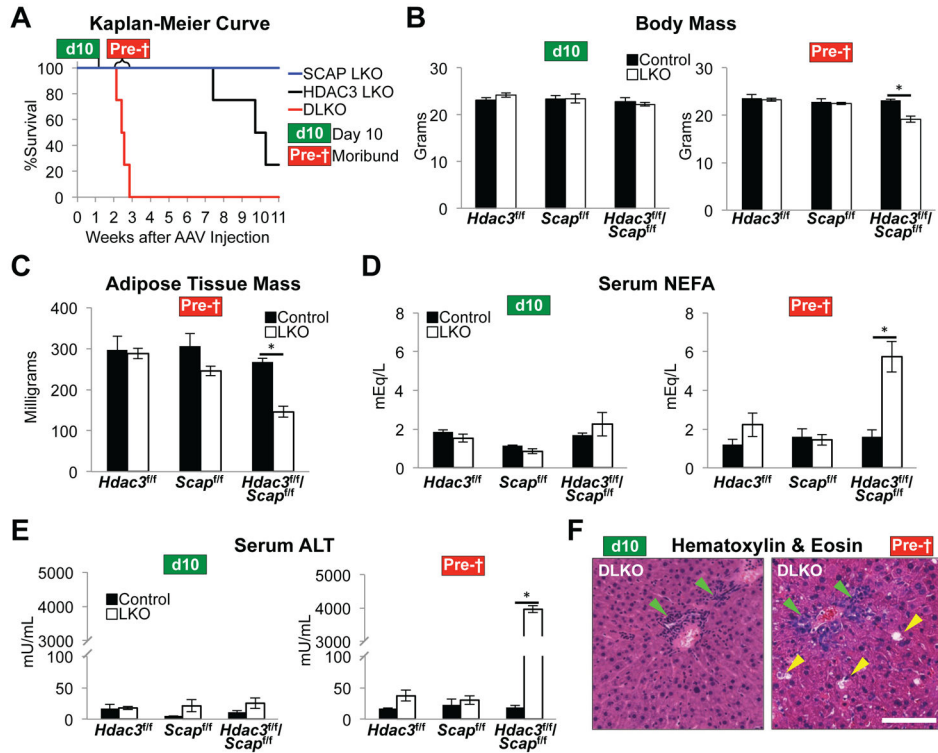 A
Kaplan-Meier Curve
d10 Pre-†
100
80
60
40
20
0
%Survival
0 1 2 3 4 5 6 7 8 9 10 11
Weeks after AAV Injection
SCAP LKO
HDAC3 LKO
DLKO
d10 Day 10
Pre-† Moribund
B
Body Mass
d10
30
20
10
0
Grams
Hdac3f/f Scapf/f Hdac3f/f/
Scapf/f
Pre-†
Control
LKO
30
20
10
0
Grams
*
Hdac3f/f Scapf/f Hdac3f/f/
Scapf/f
C
Adipose Tissue Mass
Pre-†
Control
LKO
400
300
200
100
0
Milligrams
*
Hdac3f/f Scapf/f Hdac3f/f/
Scapf/f
D
Serum NEFA
d10
Control
LKO
8
6
4
2
0
mEq/L
Hdac3f/f Scapf/f Hdac3f/f/
Scapf/f
Pre-†
8
6
4
2
0
mEq/L
*
Hdac3f/f Scapf/f Hdac3f/f/
Scapf/f
E
Serum ALT
d10
Control
LKO
5000
4000
3000
100
50
0
mU/mL
Hdac3f/f Scapf/f Hdac3f/f/
Scapf/f
Pre-†
5000
4000
3000
100
50
0
mU/mL
*
Hdac3f/f Scapf/f Hdac3f/f/
Scapf/f
F
d10 Hematoxylin & Eosin Pre-†
DLKO
DLKO